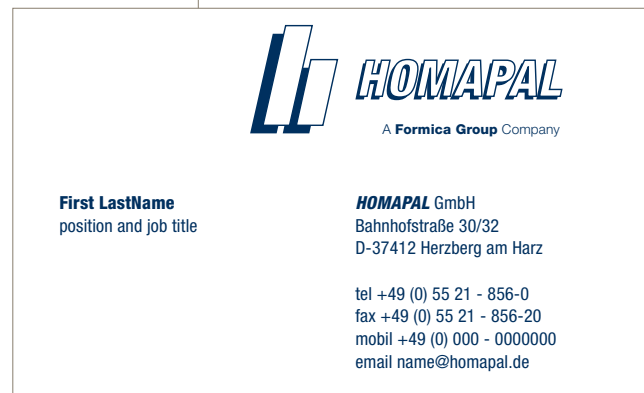 HOMAPAL
A Formica Group Company
First LastName
position and job title
HOMAPAL GmbH
Bahnhofstraße 30/32
D-37412 Herzberg am Harz
tel +49 (0) 55 21 - 856-0
fax +49 (0) 55 21 - 856-20
mobil +49 (0) 000 - 0000000
email name@homapal.de